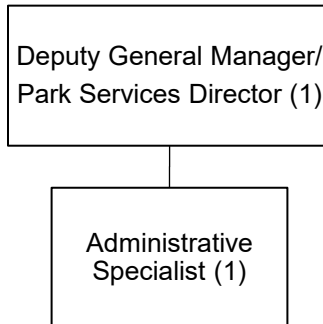 Deputy General Manager/
Park Services Director (1)
Administrative
Specialist (1)